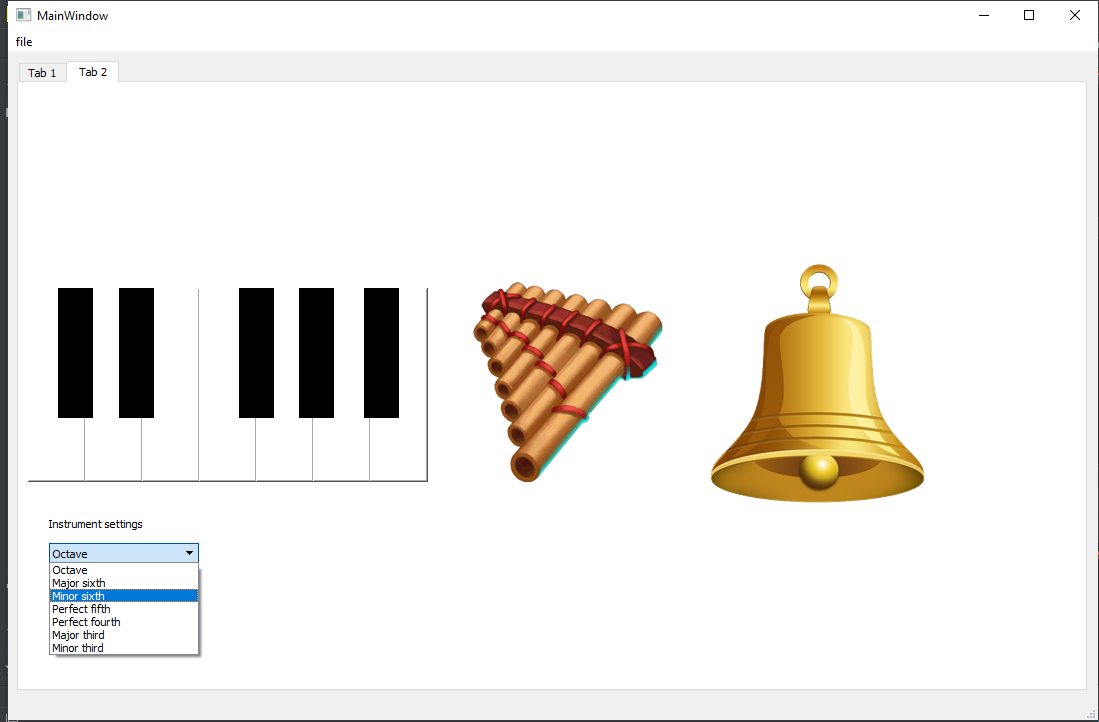 MainWindow
file
Tab 1
Tab 2
Instrument settings
Octave
Octave
Major sixth
Minor sixth
Perfect fifth
Perfect fourth
Major third
Minor third